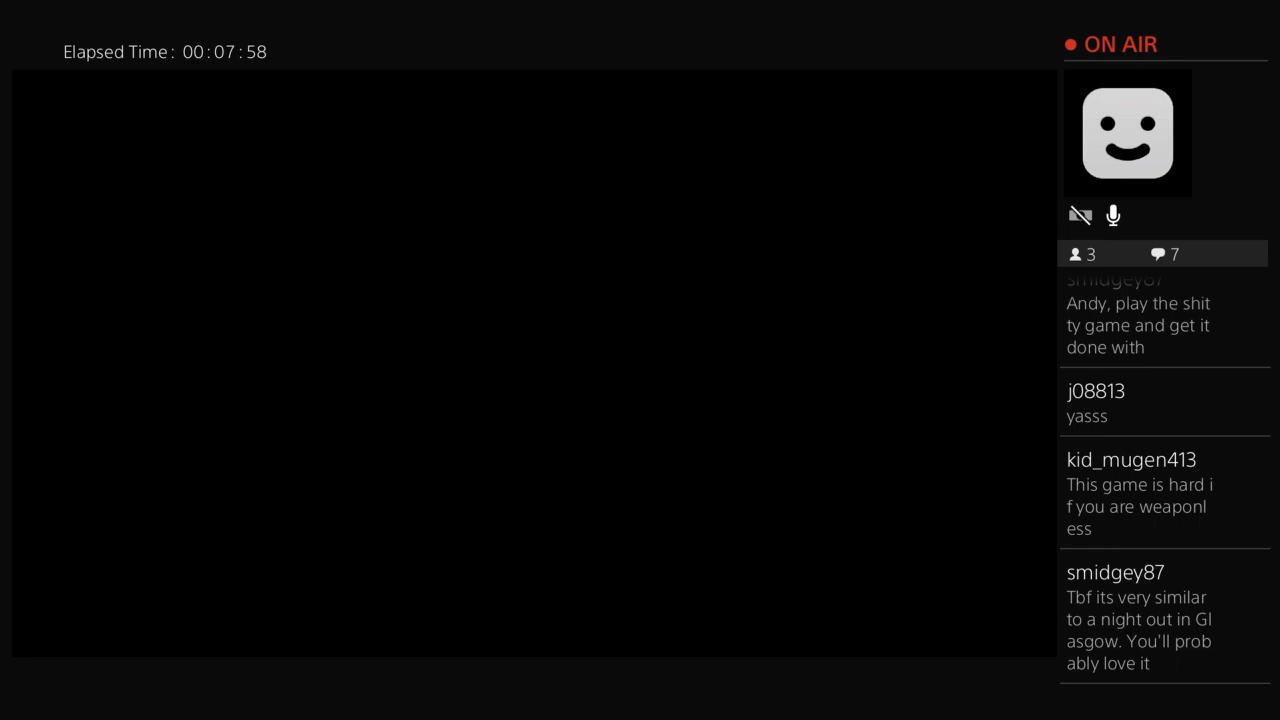 Elapsed Time: 00:07:58
ON AIR
3
7
smidgey87
Andy, play the shit
ty game and get it
done with
j08813
yasss
kid_mugen413
This game is hard i
f you are weaponl
ess
smidgey87
Tbf its very similar
to a night out in Gl
asgow. You'll prob
ably love it